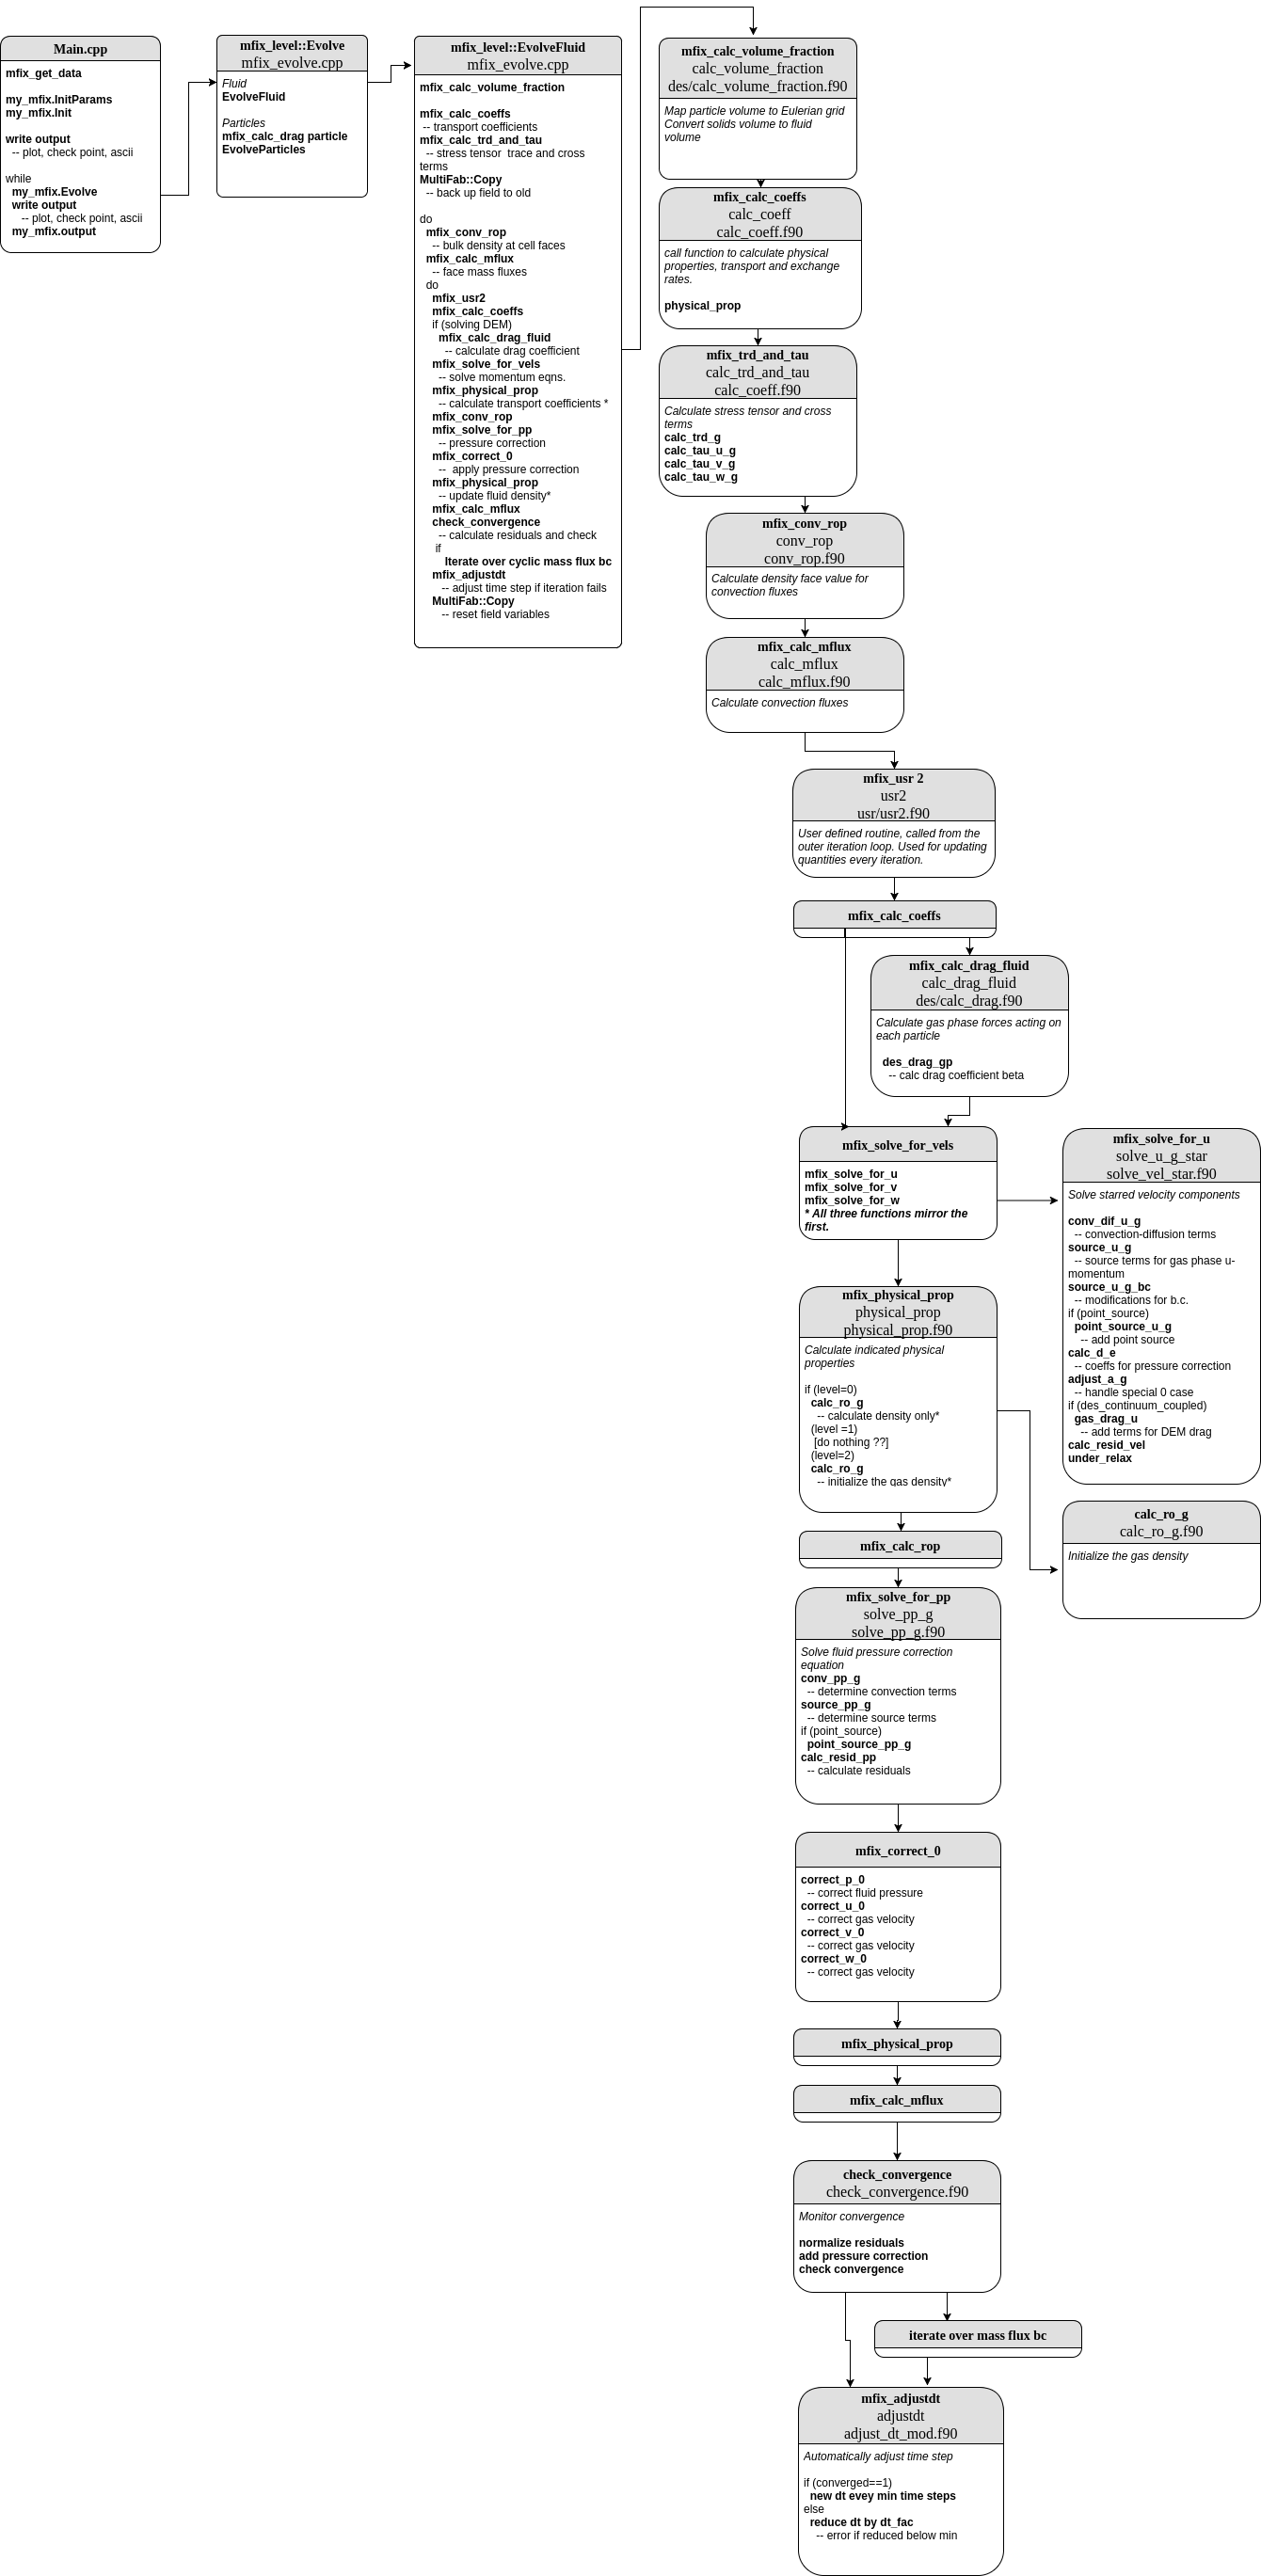 Main.cpp
mfix_get_data
my_mfix.InitParams
my_mfix.Init
write output
-- plot, check point, ascii
while
my_mfix.Evolve
write output
-- plot, check point, ascii
my_mfix.output
mfix_level::Evolve
mfix_evolve.cpp
Fluid
EvolveFluid
Particles
mfix_calc_drag particle
EvolveParticles
mfix_level::EvolveFluid
mfix_evolve.cpp
mfix_calc_volume_fraction
mfix_calc_coeffs
-- transport coefficients
mfix_calc_trd_and_tau
-- stress tensor  trace and cross
terms
MultiFab::Copy
-- back up field to old
do
mfix_conv_rop
-- bulk density at cell faces
mfix_calc_mflux
-- face mass fluxes
do
mfix_usr2
mfix_calc_coeffs
if (solving DEM)
mfix_calc_drag_fluid
-- calculate drag coefficient
mfix_solve_for_vels
-- solve momentum eqns.
mfix_physical_prop
-- calculate transport coefficients *
mfix_conv_rop
mfix_solve_for_pp
-- pressure correction
mfix_correct_0
--  apply pressure correction
mfix_physical_prop
-- update fluid density*
mfix_calc_mflux
check_convergence
-- calculate residuals and check
if
Iterate over cyclic mass flux bc
mfix_adjustdt
-- adjust time step if iteration fails
MultiFab::Copy
-- reset field variables
mfix_calc_volume_fraction
calc_volume_fraction
des/calc_volume_fraction.f90
Map particle volume to Eulerian grid
Convert solids volume to fluid
volume
mfix_calc_coeffs
calc_coeff
calc_coeff.f90
call function to calculate physical
properties, transport and exchange
rates.
physical_prop
mfix_trd_and_tau
calc_trd_and_tau
calc_coeff.f90
Calculate stress tensor and cross
terms
calc_trd_g
calc_tau_u_g
calc_tau_v_g
calc_tau_w_g
mfix_conv_rop
conv_rop
conv_rop.f90
Calculate density face value for
convection fluxes
mfix_calc_mflux
calc_mflux
calc_mflux.f90
Calculate convection fluxes
mfix_usr 2
usr2
usr/usr2.f90
User defined routine, called from the
outer iteration loop. Used for updating
quantities every iteration.
mfix_calc_coeffs
mfix_calc_drag_fluid
calc_drag_fluid
des/calc_drag.f90
Calculate gas phase forces acting on
each particle
des_drag_gp
-- calc drag coefficient beta
mfix_solve_for_vels
mfix_solve_for_u
mfix_solve_for_v
mfix_solve_for_w
* All three functions mirror the
first.
mfix_solve_for_u
solve_u_g_star
solve_vel_star.f90
Solve starred velocity components
conv_dif_u_g
-- convection-diffusion terms
source_u_g
-- source terms for gas phase u-
momentum
source_u_g_bc
-- modifications for b.c.
if (point_source)
point_source_u_g
-- add point source
calc_d_e
-- coeffs for pressure correction
adjust_a_g
-- handle special 0 case
if (des_continuum_coupled)
gas_drag_u
-- add terms for DEM drag
calc_resid_vel
under_relax
mfix_physical_prop
physical_prop
physical_prop.f90
Calculate indicated physical
properties
if (level=0)
calc_ro_g
-- calculate density only*
(level =1)
[do nothing ??]
(level=2)
calc_ro_g
-- initialize the gas density*
calc_ro_g
calc_ro_g.f90
Initialize the gas density
mfix_calc_rop
mfix_solve_for_pp
solve_pp_g
solve_pp_g.f90
Solve fluid pressure correction
equation
conv_pp_g
-- determine convection terms
source_pp_g
-- determine source terms
if (point_source)
point_source_pp_g
calc_resid_pp
-- calculate residuals
mfix_correct_0
correct_p_0
-- correct fluid pressure
correct_u_0
-- correct gas velocity
correct_v_0
-- correct gas velocity
correct_w_0
-- correct gas velocity
mfix_physical_prop
mfix_calc_mflux
check_convergence
check_convergence.f90
Monitor convergence
normalize residuals
add pressure correction
check convergence
iterate over mass flux bc
mfix_adjustdt
adjustdt
adjust_dt_mod.f90
Automatically adjust time step
if (converged==1)
new dt evey min time steps
else
reduce dt by dt_fac
-- error if reduced below min